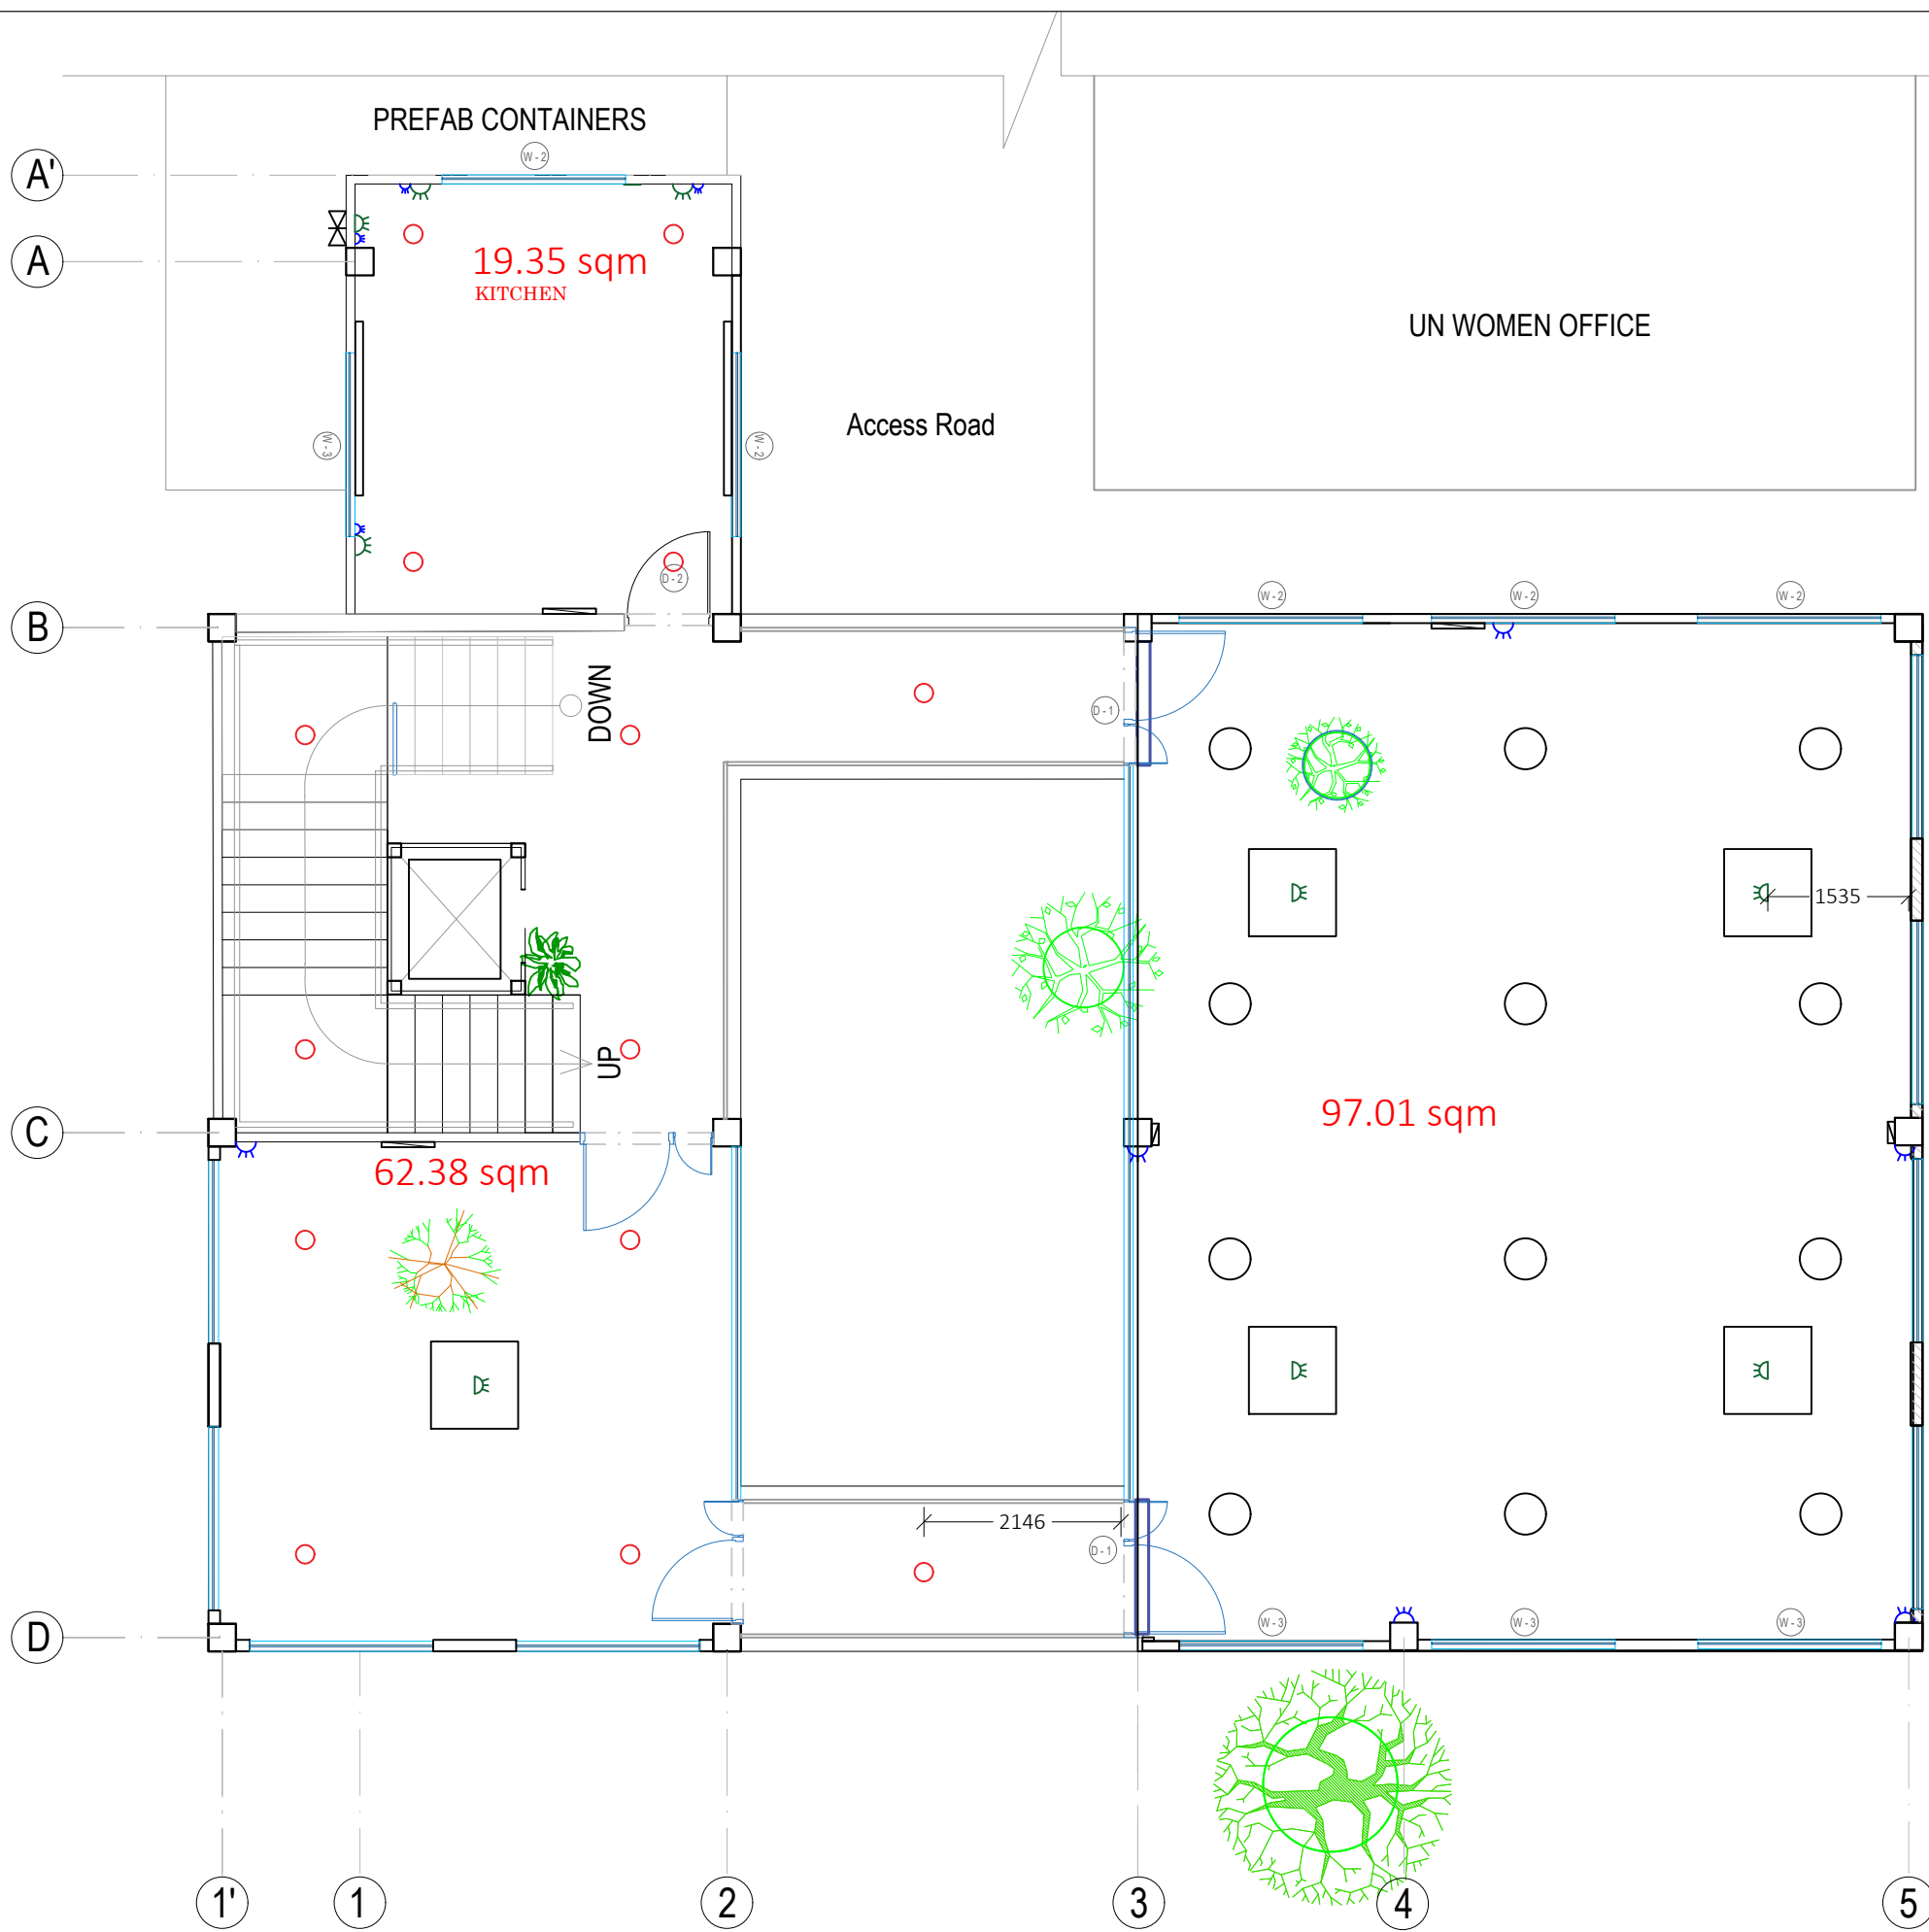 PREFAB CONTAINERS
W-2
A'
A
19.35 sqm
KITCHEN
UN WOMEN OFFICE
Access Road
W-3
W-2
D-2
B
W-2
W-2
W-2
DOWN
D-1
1535
UP
C
97.01 sqm
62.38 sqm
2146
D-1
D
W-3
W-3
W-3
1'
1
2
3
4
5